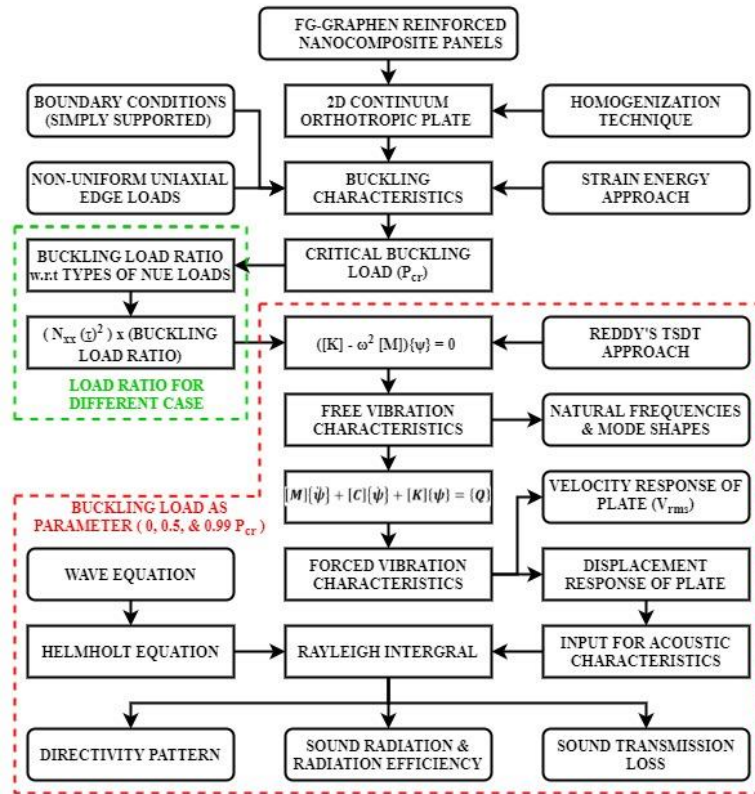 FG-GRAPHEN REINFORCED
NANOCOMPOSITE PANELS
BOUNDARY CONDITIONS
(SIMPLY SUPPORTED)
2D CONTINUUM
ORTHOTROPIC PLATE
HOMOGENIZATION
TECHNIQUE
NON-UNIFORM UNIAXIAL
EDGE LOADS
BUCKLING
CHARACTERISTICS
STRAIN ENERGY
APPROACH
BUCKLING LOAD RATIO
w.r.t TYPES OF NUE LOADS
CRITICAL BUCKLING
LOAD (P_cr)
( N_xx (ɪ)² ) x (BUCKLING
LOAD RATIO)
([K] - ω² [M]){ψ} = 0
REDDY'S TSDT
APPROACH
LOAD RATIO FOR
DIFFERENT CASE
FREE VIBRATION
CHARACTERISTICS
NATURAL FREQUENCIES
& MODE SHAPES
[M]{ψ̈} + [C]{ψ̇} + [K]{ψ} = {Q}
VELOCITY RESPONSE OF
PLATE (V_rms)
BUCKLING LOAD AS
PARAMETER ( 0, 0.5, & 0.99 P_cr )
WAVE EQUATION
FORCED VIBRATION
CHARACTERISTICS
DISPLACEMENT
RESPONSE OF PLATE
HELMHOLT EQUATION
RAYLEIGH INTERGRAL
INPUT FOR ACOUSTIC
CHARACTERISTICS
DIRECTIVITY PATTERN
SOUND RADIATION &
RADIATION EFFICIENCY
SOUND TRANSMISSION
LOSS